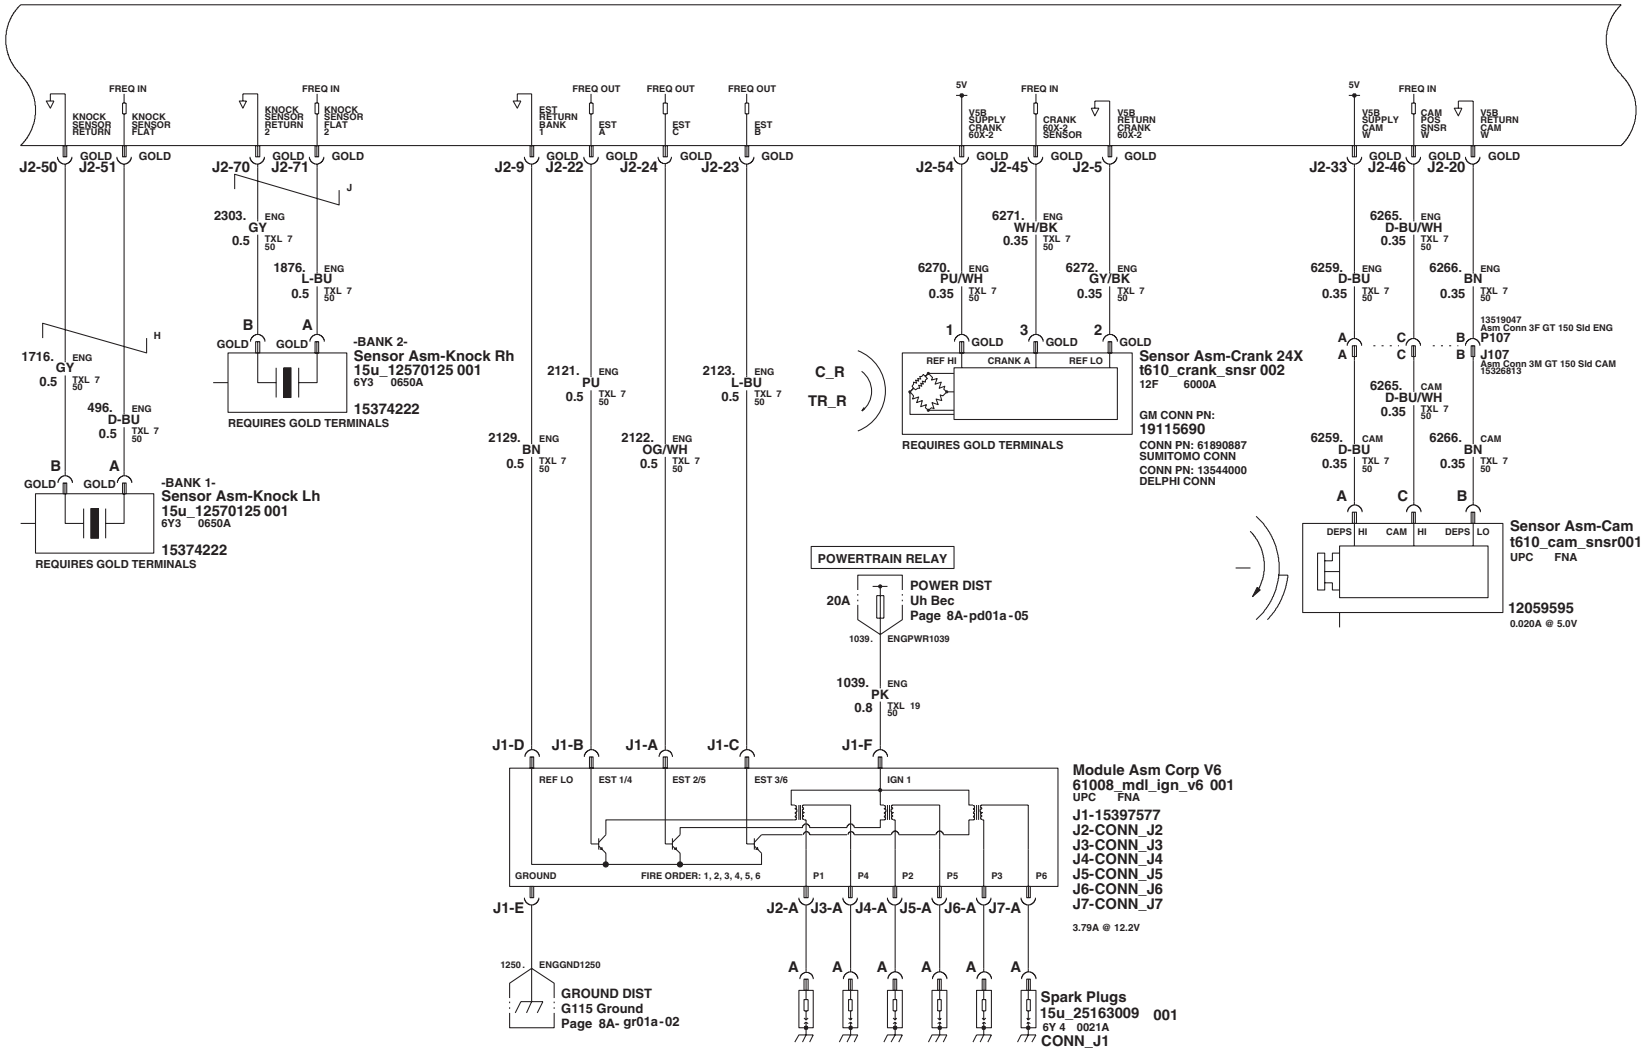 FREQ IN
KNOCK SENSOR RETURN
KNOCK SENSOR FLAT
FREQ IN
KNOCK SENSOR RETURN 2
KNOCK SENSOR FLAT 2
FREQ OUT
FREQ OUT
FREQ OUT
EST RETURN BANK 1
EST A
EST C
EST B
5V
FREQ IN
V5B SUPPLY CRANK 60X-2
CRANK 60X-2 SENSOR
V5B RETURN CRANK 60X-2
5V
FREQ IN
V5B SUPPLY CAM W
CAM POS SNSR W
V5B RETURN CAM W
GOLD GOLD GOLD GOLD GOLD GOLD GOLD GOLD GOLD GOLD GOLD GOLD GOLD GOLD
J2-50 J2-51 J2-70 J2-71 J2-9 J2-22 J2-24 J2-23 J2-54 J2-45 J2-5 J2-33 J2-46 J2-20
J
2303. ENG
GY
0.5 TXL 7
50
1876. ENG
L-BU
0.5 TXL 7
50
B A
GOLD GOLD
-BANK 2-
Sensor Asm-Knock Rh
15u_12570125 001
6Y3 0650A
15374222
REQUIRES GOLD TERMINALS
H
1716. ENG
GY
0.5 TXL 7
50
496. ENG
D-BU
0.5 TXL 7
50
B A
GOLD GOLD
-BANK 1-
Sensor Asm-Knock Lh
15u_12570125 001
6Y3 0650A
15374222
REQUIRES GOLD TERMINALS
2129. ENG
BN
0.5 TXL 7
50
2121. ENG
PU
0.5 TXL 7
50
2122. ENG
OG/WH
0.5 TXL 7
50
2123. ENG
L-BU
0.5 TXL 7
50
6271. ENG
WH/BK
0.35 TXL 7
50
6270. ENG
PU/WH
0.35 TXL 7
50
6272. ENG
GY/BK
0.35 TXL 7
50
1 3 2
GOLD GOLD GOLD
REF HI CRANK A REF LO
C_R
TR_R
Sensor Asm-Crank 24X
t610_crank_snsr 002
12F 6000A
GM CONN PN:
19115690
CONN PN: 61890887
SUMITOMO CONN
CONN PN: 13544000
DELPHI CONN
REQUIRES GOLD TERMINALS
6265. ENG
D-BU/WH
0.35 TXL 7
50
6259. ENG
D-BU
0.35 TXL 7
50
6266. ENG
BN
0.35 TXL 7
50
13519047
Asm Conn 3F GT 150 Sld ENG
A C B P107
A C B J107
Asm Conn 3M GT 150 Sld CAM
15326813
6265. CAM
D-BU/WH
0.35 TXL 7
50
6259. CAM
D-BU
0.35 TXL 7
50
6266. CAM
BN
0.35 TXL 7
50
A C B
DEPS HI CAM HI DEPS LO
Sensor Asm-Cam
t610_cam_snsr001
UPC FNA
12059595
0.020A @ 5.0V
POWERTRAIN RELAY
20A
POWER DIST
Uh Bec
Page 8A-pd01a-05
1039. ENGPWR1039
1039. ENG
PK
0.8 TXL 19
50
J1-D J1-B J1-A J1-C J1-F
REF LO EST 1/4 EST 2/5 EST 3/6 IGN 1
Module Asm Corp V6
61008_mdl_ign_v6 001
UPC FNA
J1-15397577
J2-CONN_J2
J3-CONN_J3
J4-CONN_J4
J5-CONN_J5
J6-CONN_J6
J7-CONN_J7
3.79A @ 12.2V
GROUND FIRE ORDER: 1, 2, 3, 4, 5, 6 P1 P4 P2 P5 P3 P6
J1-E J2-A J3-A J4-A J5-A J6-A J7-A
1250. ENGGND1250
GROUND DIST
G115 Ground
Page 8A- gr01a-02
A A A A A A
Spark Plugs
15u_25163009 001
6Y 4 0021A
CONN_J1